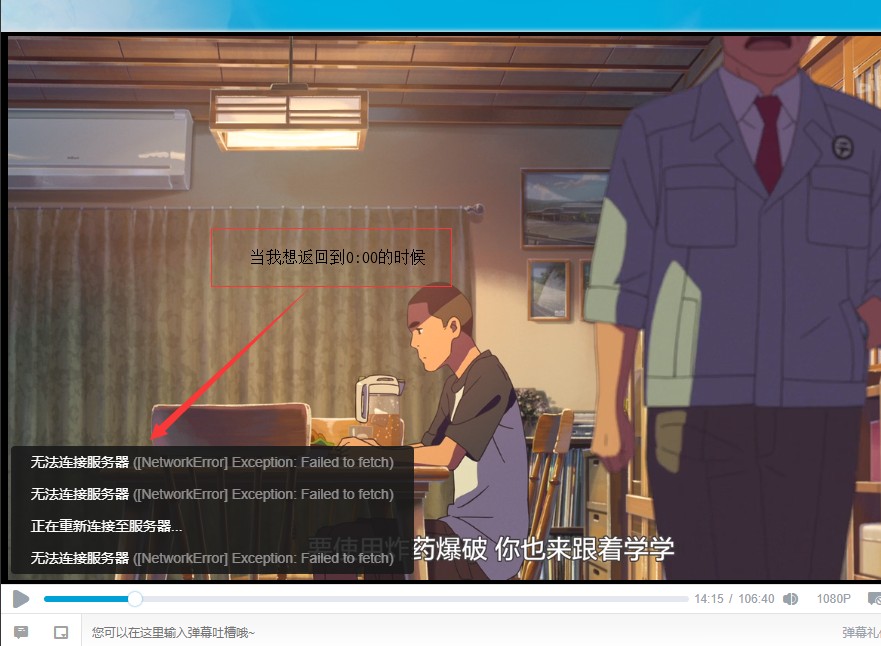 当我想返回到0:00的时候
无法连接服务器 ([NetworkError] Exception: Failed to fetch)
无法连接服务器 ([NetworkError] Exception: Failed to fetch)
正在重新连接至服务器...
无法连接服务器 ([NetworkError] Exception: Failed to fetch)
要使用炸药爆破 你也来跟着学学
14:15 / 106:40 1080P
您可以在这里输入弹幕吐槽哦~ 弹幕礼